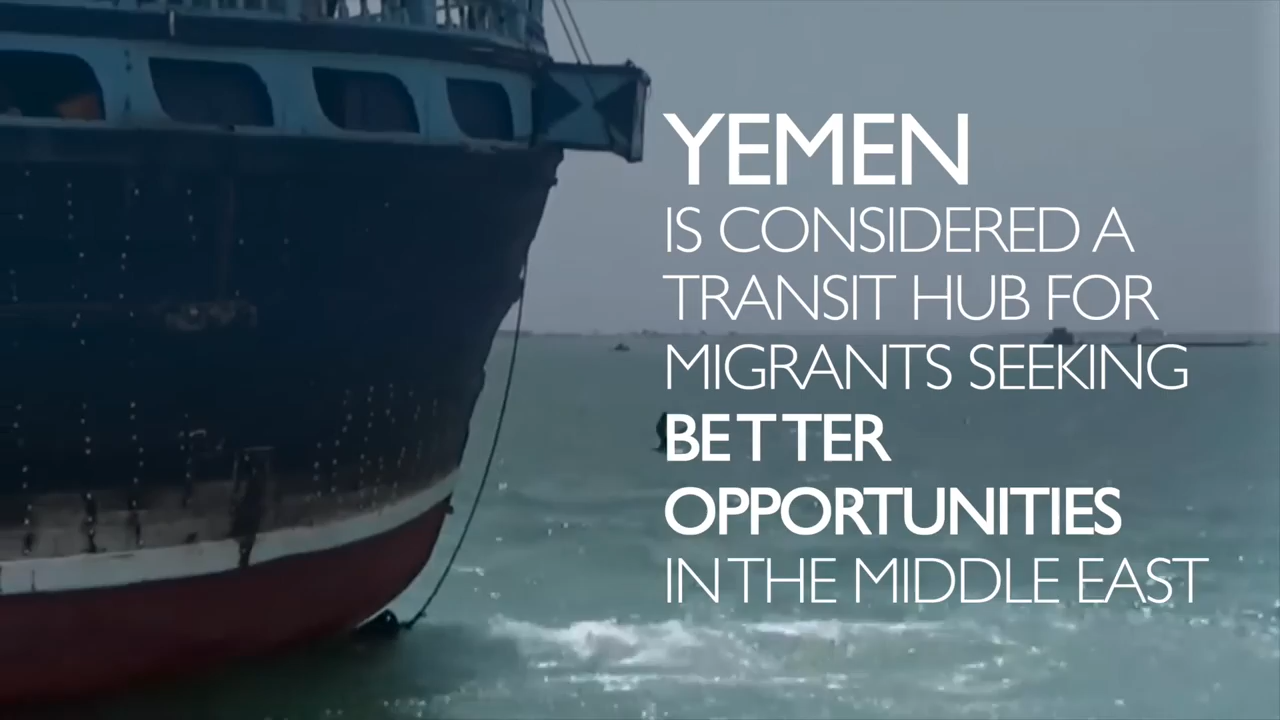 YEMEN
IS CONSIDERED A
TRANSIT HUB FOR
MIGRANTS SEEKING
BETTER
OPPORTUNITIES
IN THE MIDDLE EAST